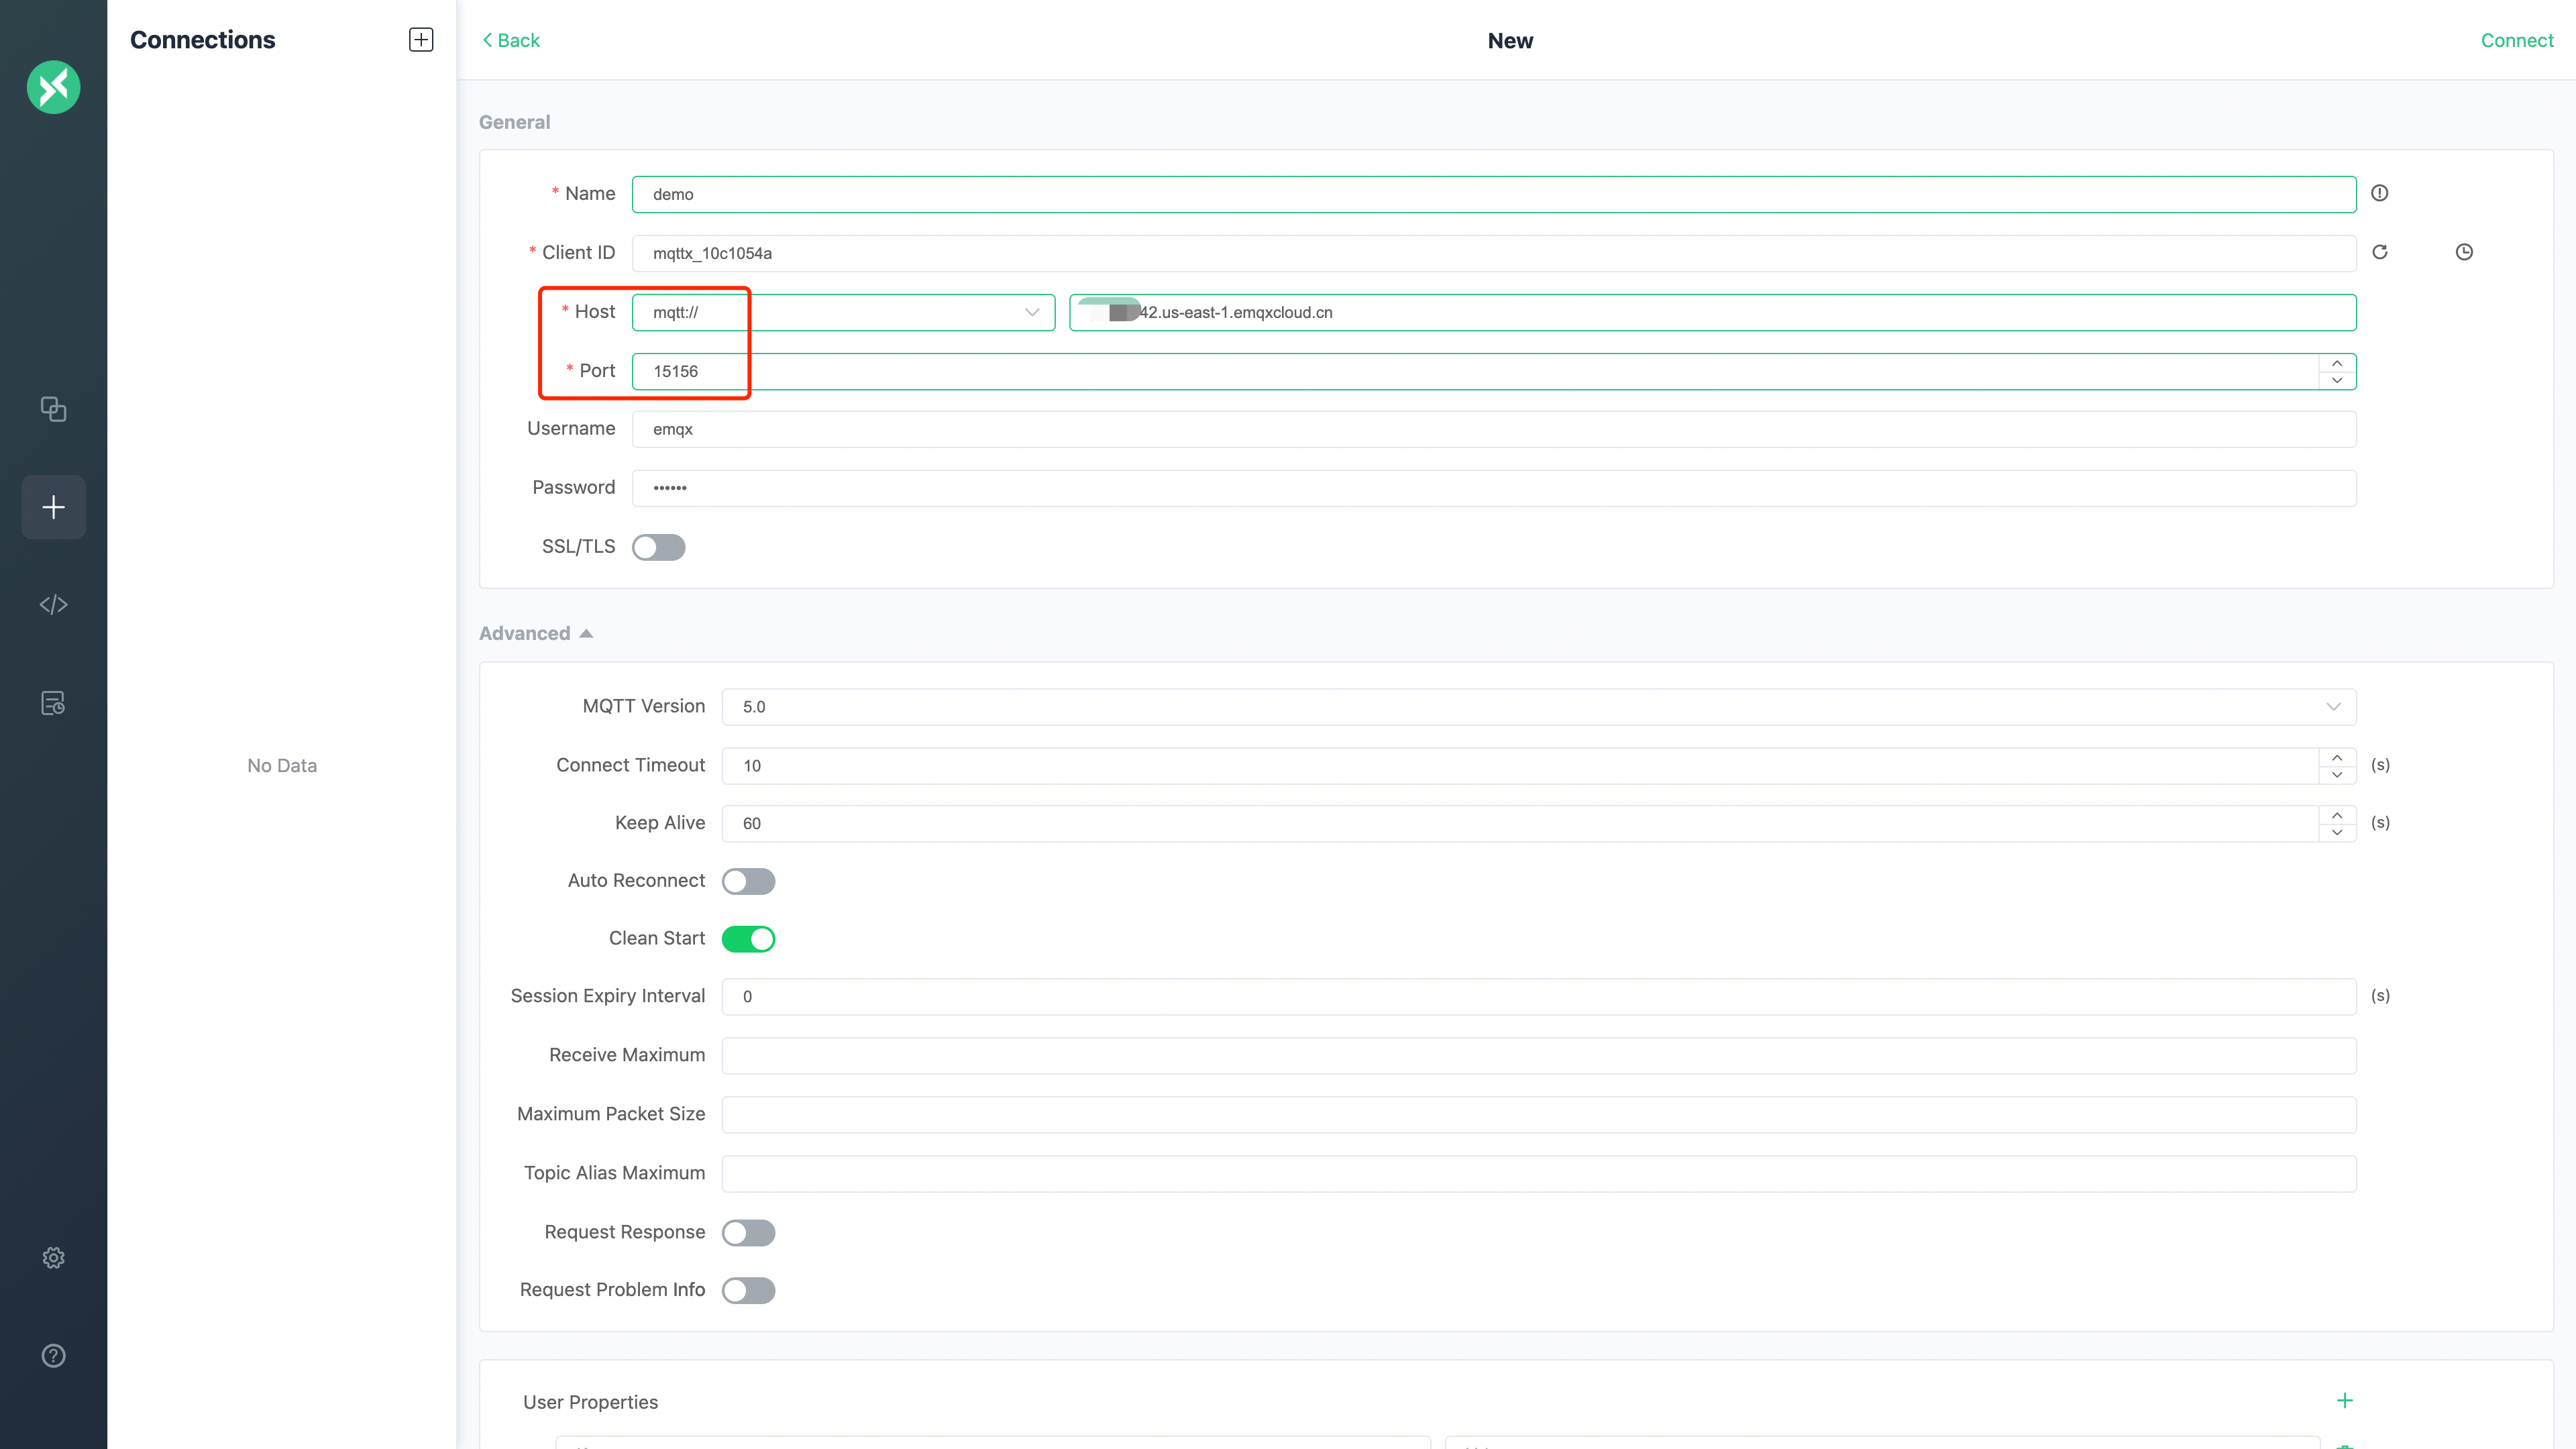 Connections
Back
New
Connect
General
* Name demo
* Client ID mqttx_10c1054a
* Host mqtt:// 42.us-east-1.emqxcloud.cn
* Port 15156
Username emqx
Password ••••••
SSL/TLS
Advanced
MQTT Version 5.0
Connect Timeout 10 (s)
Keep Alive 60 (s)
Auto Reconnect
Clean Start
Session Expiry Interval 0 (s)
Receive Maximum
Maximum Packet Size
Topic Alias Maximum
Request Response
Request Problem Info
User Properties
No Data